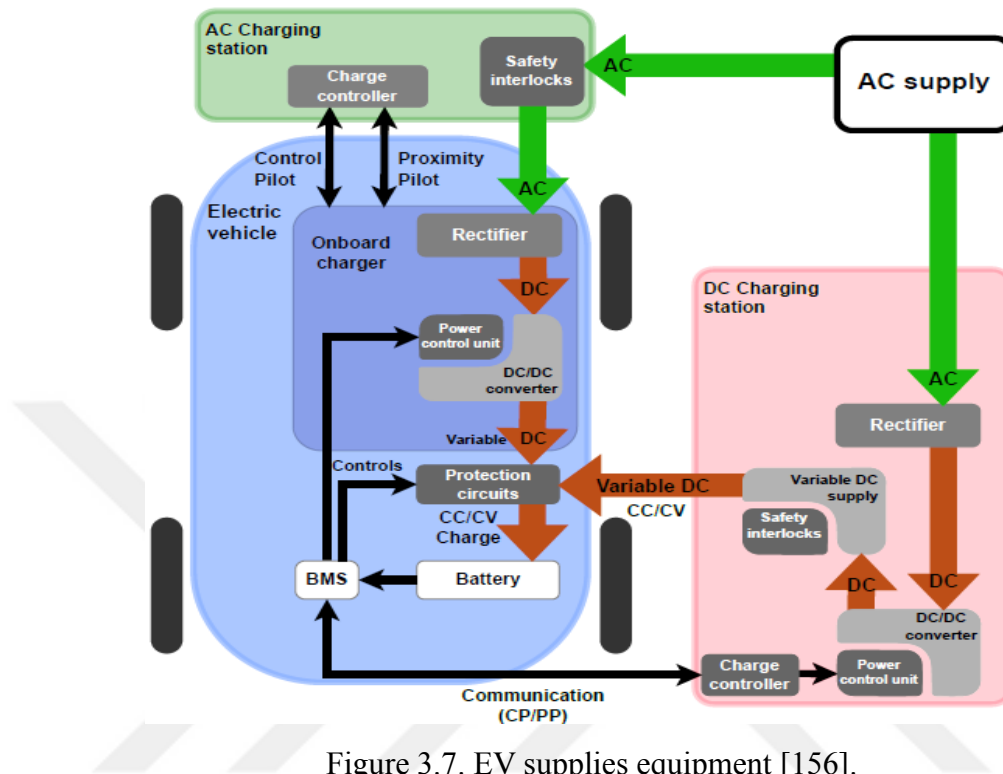 AC Charging
station
Safety
interlocks
AC
AC supply
Charge
controller
Control
Pilot
Proximity
Pilot
AC
Electric
vehicle
Onboard
charger
Rectifier
DC
Power
control unit
DC/DC
converter
Variable DC
Controls
Protection
circuits
CC/CV
Charge
BMS
Battery
Variable DC
CC/CV
DC Charging
station
AC
Rectifier
Variable DC
supply
Safety
interlocks
DC
DC
DC/DC
converter
Charge
controller
Power
control unit
Communication
(CP/PP)
Figure 3.7. EV supplies equipment [156].